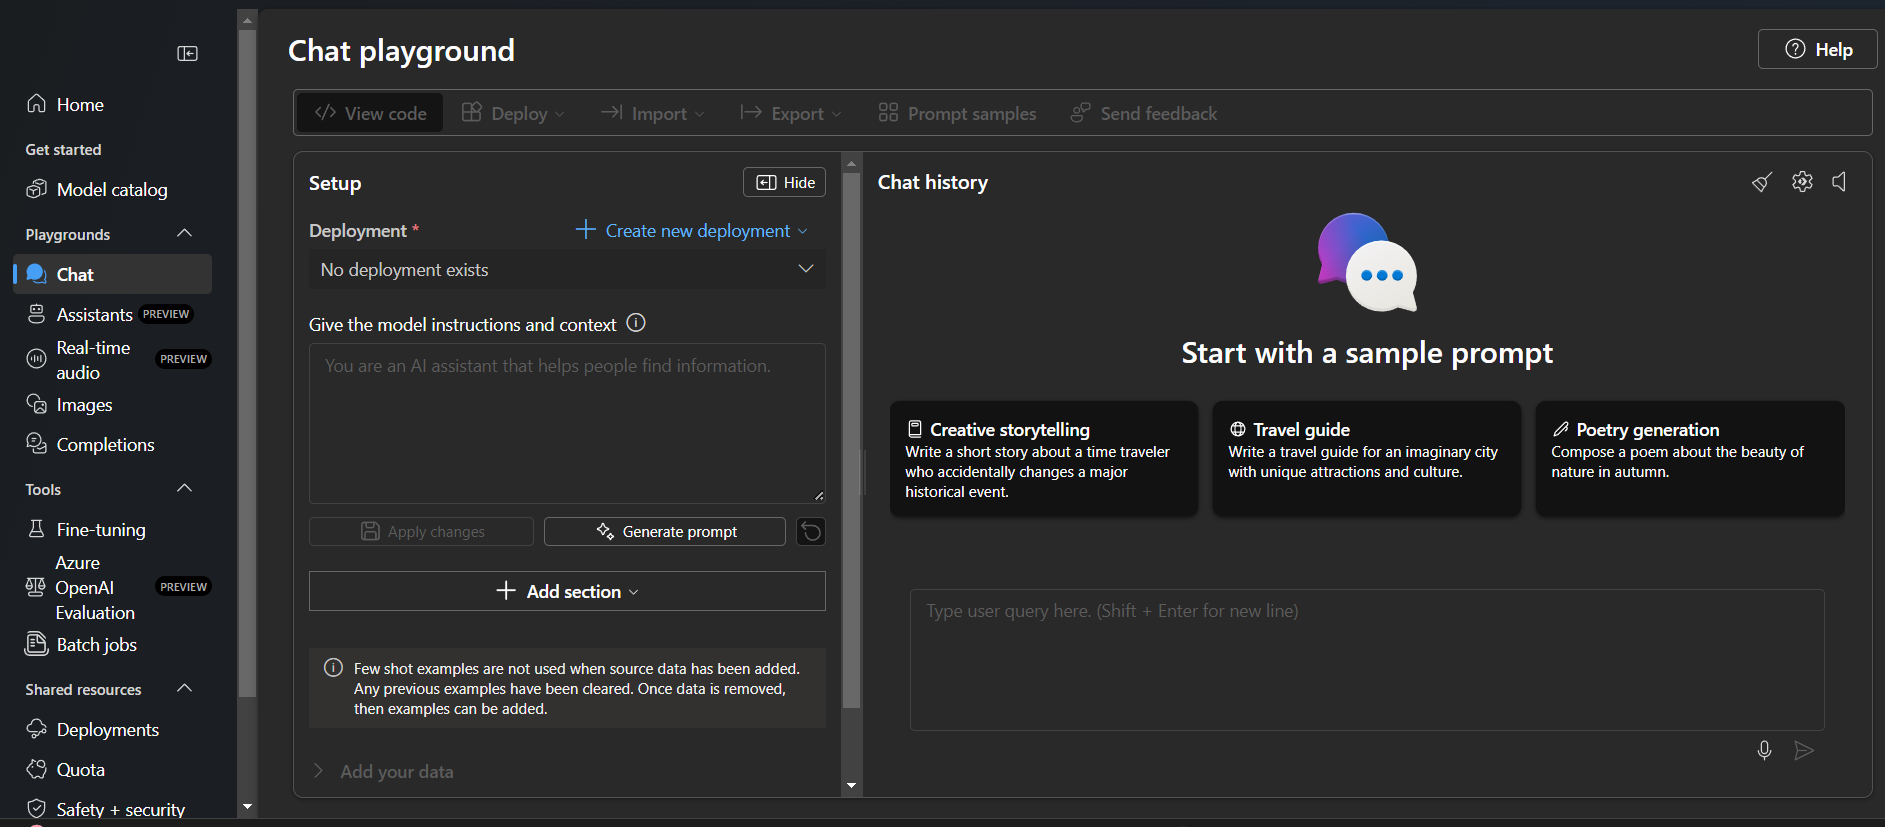 Chat playground
Help
Home
Get started
Model catalog
Playgrounds
Chat
Assistants PREVIEW
Real-time
audio
PREVIEW
Images
Completions
Tools
Fine-tuning
Azure
OpenAI
Evaluation
PREVIEW
Batch jobs
Shared resources
Deployments
Quota
Safety + security
View code
Deploy
Import
Export
Prompt samples
Send feedback
Setup
Hide
Deployment *
Create new deployment
No deployment exists
Give the model instructions and context
You are an AI assistant that helps people find information.
Apply changes
Generate prompt
Add section
Few shot examples are not used when source data has been added.
Any previous examples have been cleared. Once data is removed,
then examples can be added.
Add your data
Chat history
Start with a sample prompt
Creative storytelling
Write a short story about a time traveler
who accidentally changes a major
historical event.
Travel guide
Write a travel guide for an imaginary city
with unique attractions and culture.
Poetry generation
Compose a poem about the beauty of
nature in autumn.
Type user query here. (Shift + Enter for new line)